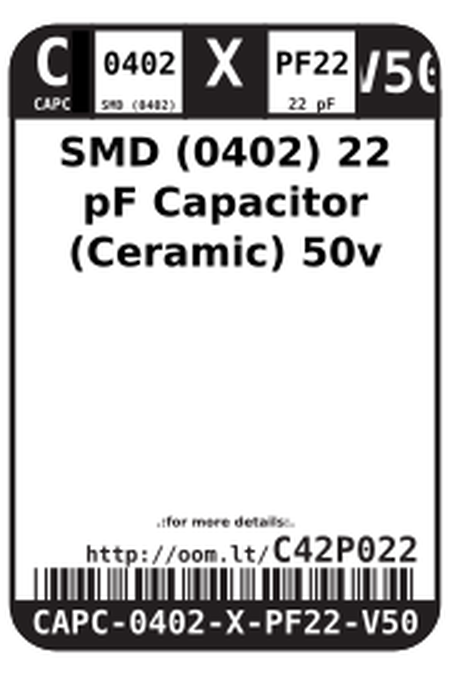 C 0402 X PF22 V50
CAPC SMD (0402) 22 pF
SMD (0402) 22
pF Capacitor
(Ceramic) 50v
.:for more details:.
http://oom.lt/C42P022
CAPC-0402-X-PF22-V50